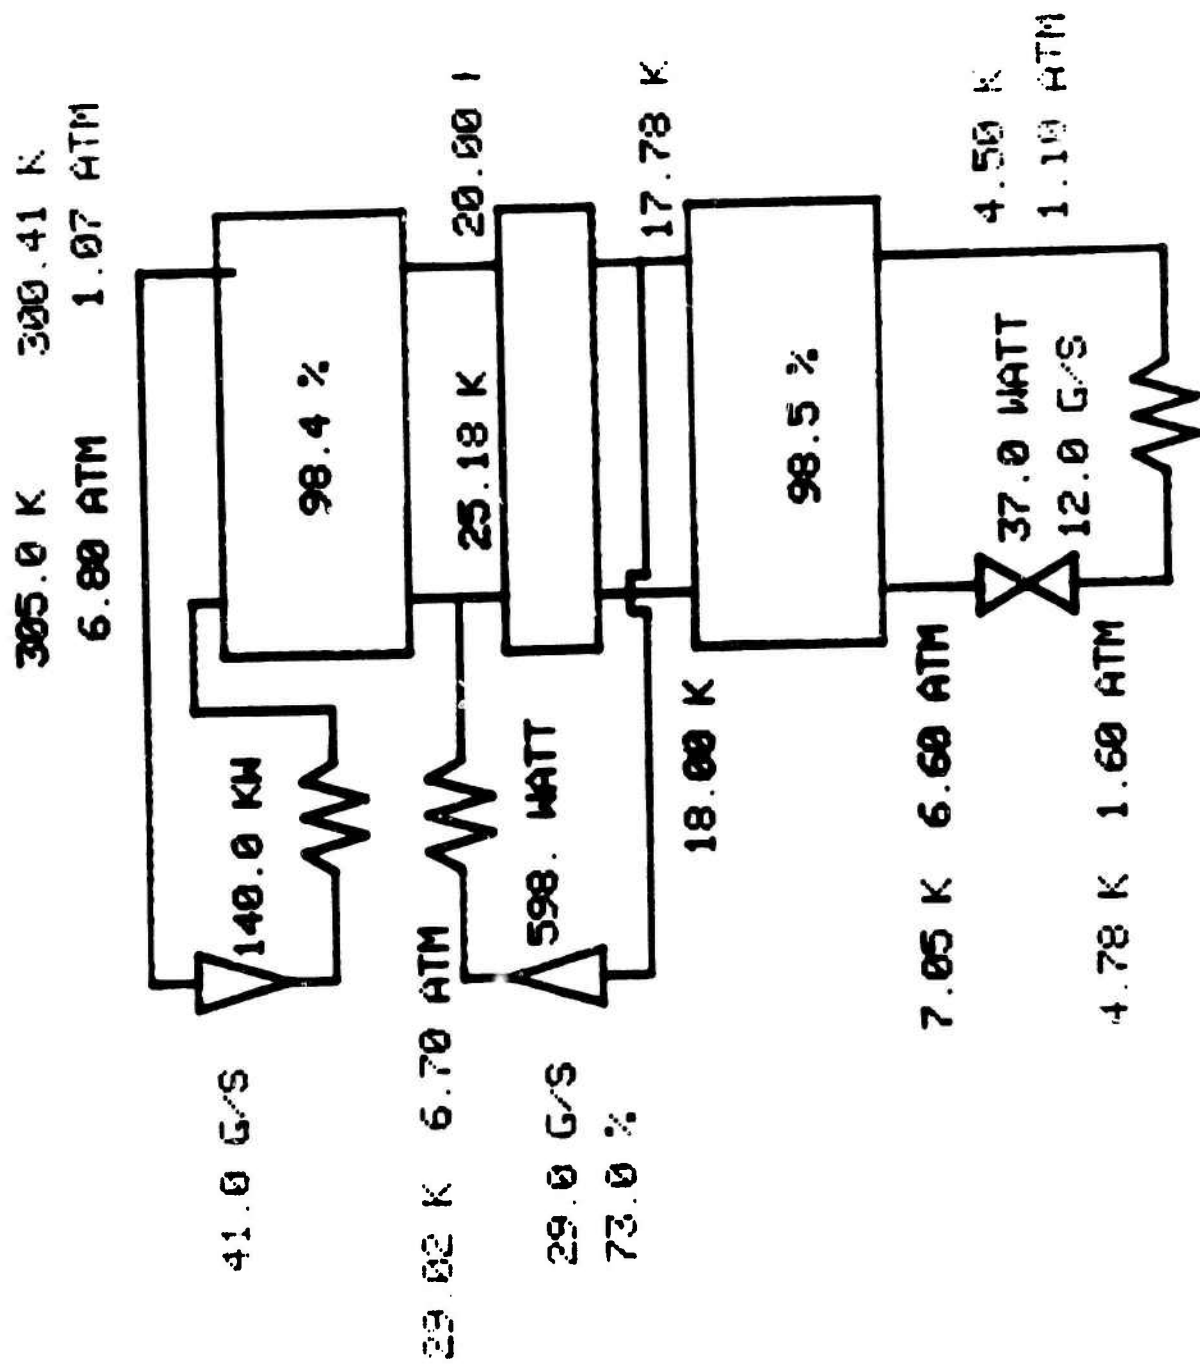 305.0 K 300.41 K
6.80 ATM 1.07 ATM
41.0 G/S
140.0 KW
98.4 %
29.02 K 6.70 ATM
20.00
25.18 K
598. WATT
29.0 G/S
73.0 %
17.78 K
18.00 K
98.5 %
7.05 K 6.60 ATM
4.50 K
1.10 ATM
37.0 WATT
12.0 G/S
4.78 K 1.60 ATM